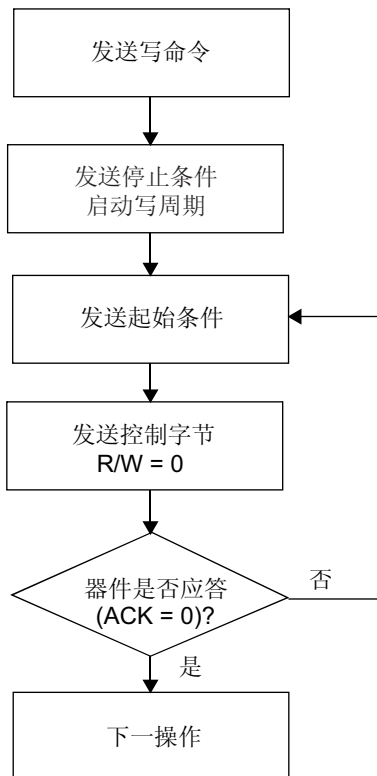 发送写命令
发送停止条件
启动写周期
发送起始条件
发送控制字节
R/W = 0
器件是否应答
(ACK = 0)?
否
是
下一操作